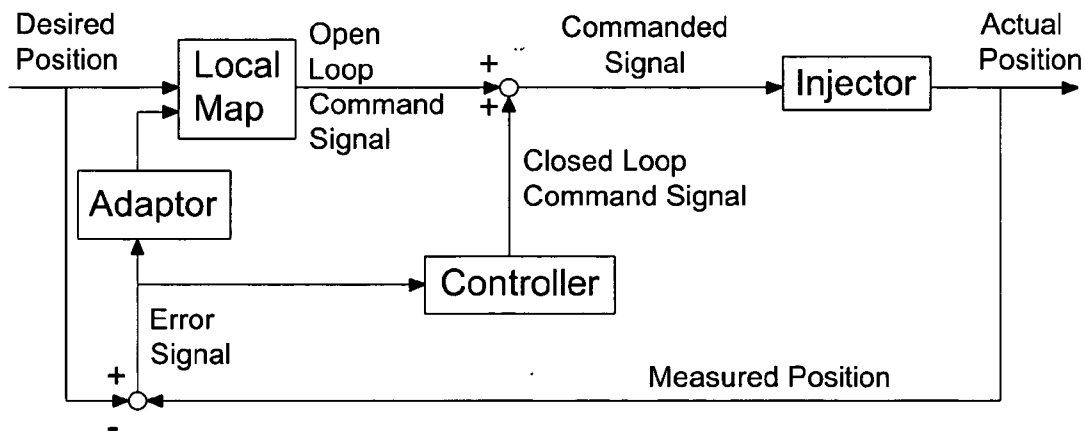 Desired
Position
Local
Map
Open
Loop
Command
Signal
+
+
Commanded
Signal
Injector
Actual
Position
Adaptor
Closed Loop
Command Signal
Controller
Error
Signal
+
-
Measured Position